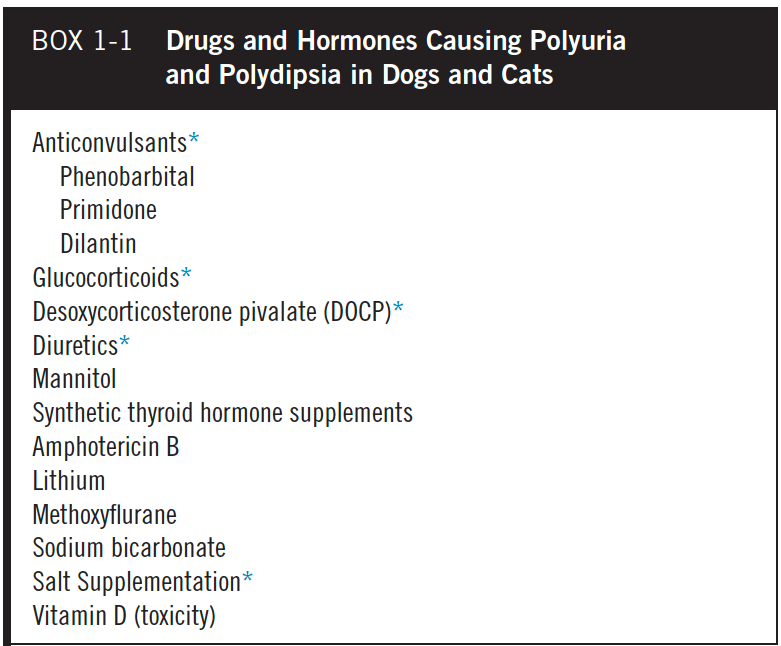 BOX 1-1 Drugs and Hormones Causing Polyuria
and Polydipsia in Dogs and Cats
Anticonvulsants*
Phenobarbital
Primidone
Dilantin
Glucocorticoids*
Desoxycorticosterone pivalate (DOCP)*
Diuretics*
Mannitol
Synthetic thyroid hormone supplements
Amphotericin B
Lithium
Methoxyflurane
Sodium bicarbonate
Salt Supplementation*
Vitamin D (toxicity)